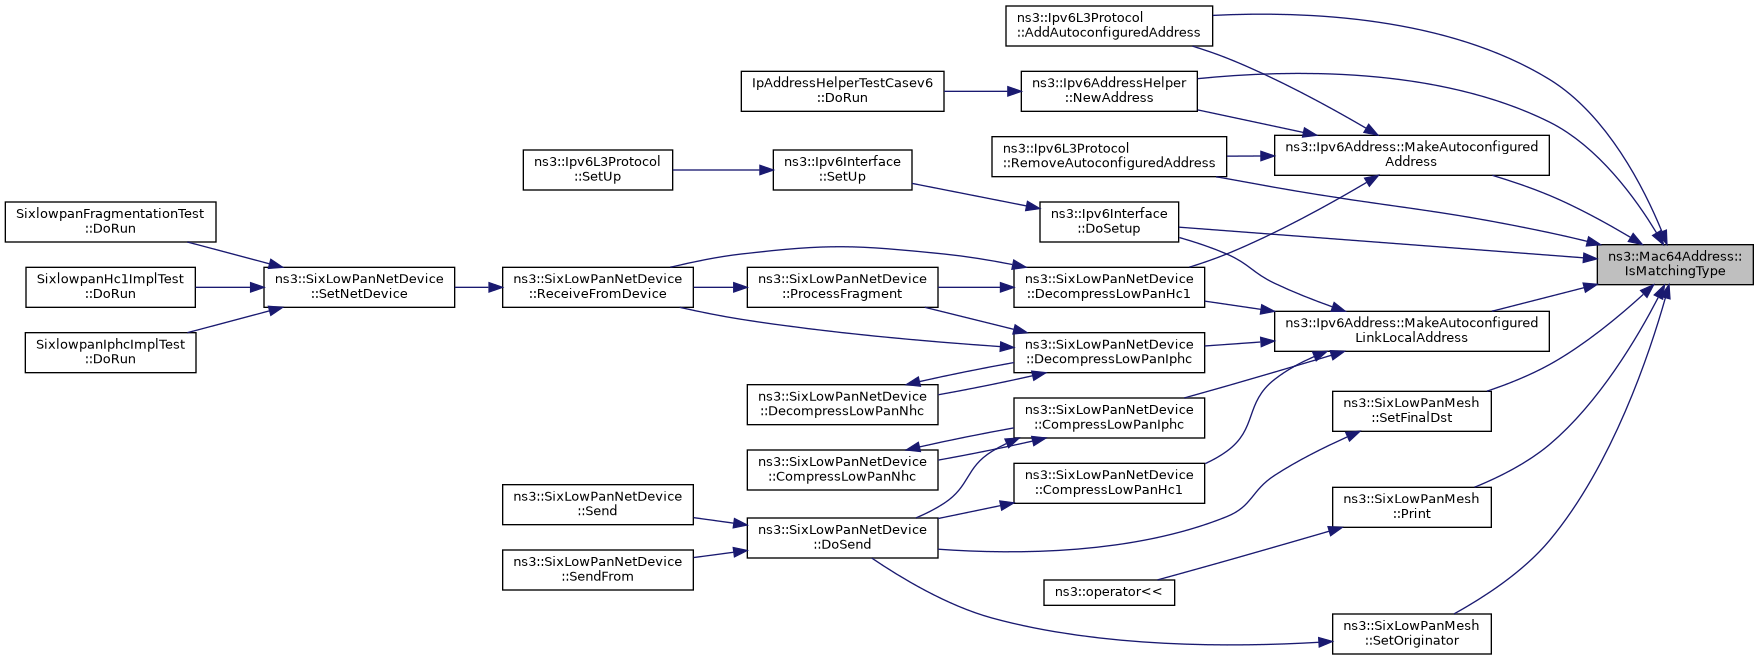 ns3::Ipv6L3Protocol
::AddAutoconfiguredAddress
IpAddressHelperTestCasev6
::DoRun
ns3::Ipv6AddressHelper
::NewAddress
ns3::Ipv6L3Protocol
::RemoveAutoconfiguredAddress
ns3::Ipv6Address::MakeAutoconfigured
Address
ns3::Ipv6L3Protocol
::SetUp
ns3::Ipv6Interface
::SetUp
SixlowpanFragmentationTest
::DoRun
ns3::Ipv6Interface
::DoSetup
ns3::Mac64Address::
IsMatchingType
SixlowpanHc1ImplTest
::DoRun
ns3::SixLowPanNetDevice
::SetNetDevice
ns3::SixLowPanNetDevice
::ReceiveFromDevice
ns3::SixLowPanNetDevice
::ProcessFragment
ns3::SixLowPanNetDevice
::DecompressLowPanHc1
SixlowpanIphcImplTest
::DoRun
ns3::SixLowPanNetDevice
::DecompressLowPanIphc
ns3::Ipv6Address::MakeAutoconfigured
LinkLocalAddress
ns3::SixLowPanNetDevice
::DecompressLowPanNhc
ns3::SixLowPanNetDevice
::CompressLowPanIphc
ns3::SixLowPanMesh
::SetFinalDst
ns3::SixLowPanNetDevice
::CompressLowPanNhc
ns3::SixLowPanNetDevice
::CompressLowPanHc1
ns3::SixLowPanNetDevice
::Send
ns3::SixLowPanMesh
::Print
ns3::SixLowPanNetDevice
::DoSend
ns3::SixLowPanNetDevice
::SendFrom
ns3::operator<<
ns3::SixLowPanMesh
::SetOriginator